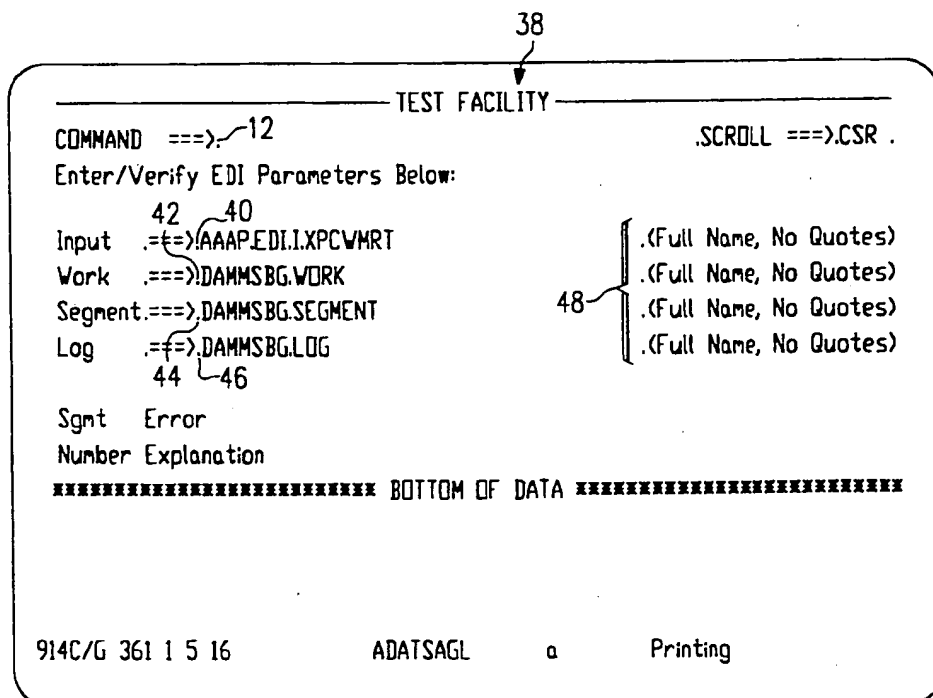 38
TEST FACILITY
COMMAND ===>. 12 .SCROLL ===>.CSR .
Enter/Verify EDI Parameters Below:
42 40
Input .===>.AAAP.EDI.I.XPCWMRT .(Full Name, No Quotes)
Work .===>.DAMMSBG.WORK .(Full Name, No Quotes)
48
Segment.===>.DAMMSBG.SEGMENT .(Full Name, No Quotes)
Log .===>.DAMMSBG.LOG .(Full Name, No Quotes)
44 46
Sgmt Error
Number Explanation
************************** BOTTOM OF DATA **************************
914C/G 361 1 5 16 ADATSAGL a Printing